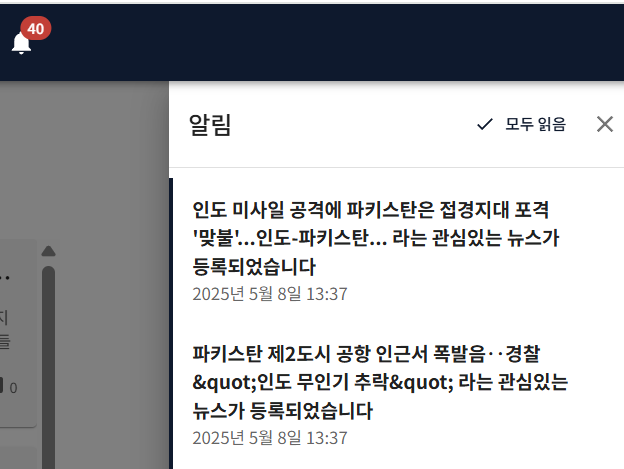 40
알림
모두 읽음
인도 미사일 공격에 파키스탄은 접경지대 포격
'맞불'...인도-파키스탄... 라는 관심있는 뉴스가
등록되었습니다
2025년 5월 8일 13:37
파키스탄 제2도시 공항 인근서 폭발음‥경찰
&quot;인도 무인기 추락&quot; 라는 관심있는
뉴스가 등록되었습니다
2025년 5월 8일 13:37
..
지
들
0